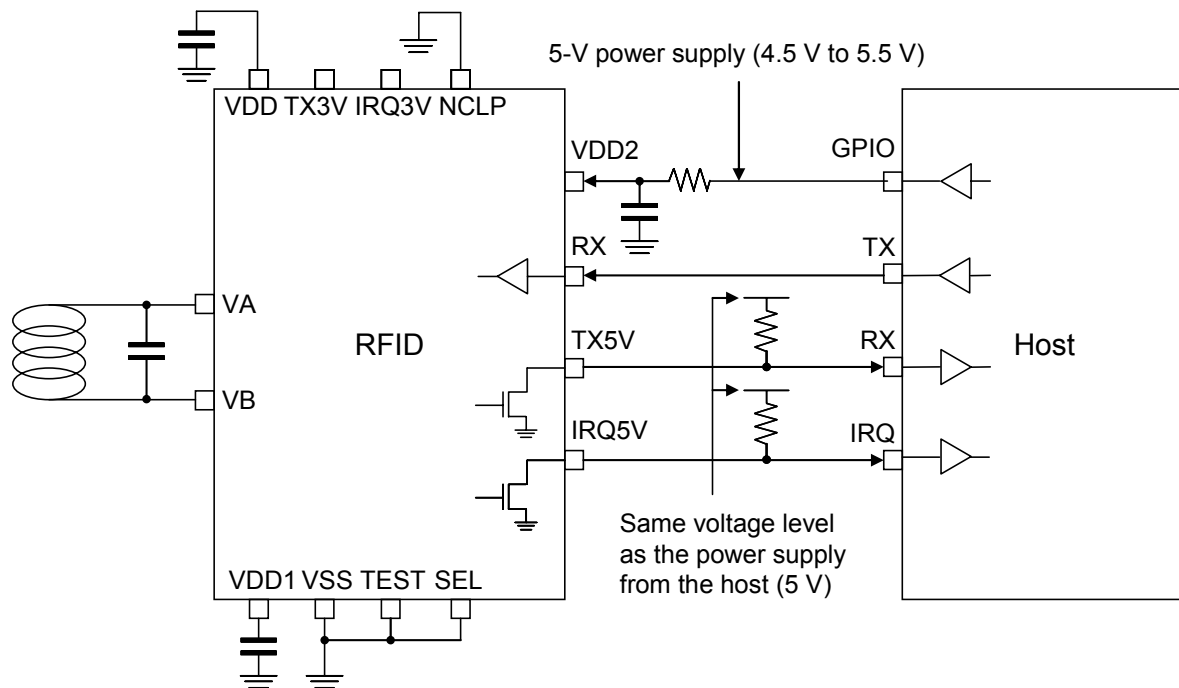 5-V power supply (4.5 V to 5.5 V)
VDD TX3V IRQ3V NCLP
VDD2
GPIO
RX
TX
VA
RFID
TX5V
RX
Host
VB
IRQ5V
IRQ
Same voltage level
as the power supply
from the host (5 V)
VDD1 VSS TEST SEL